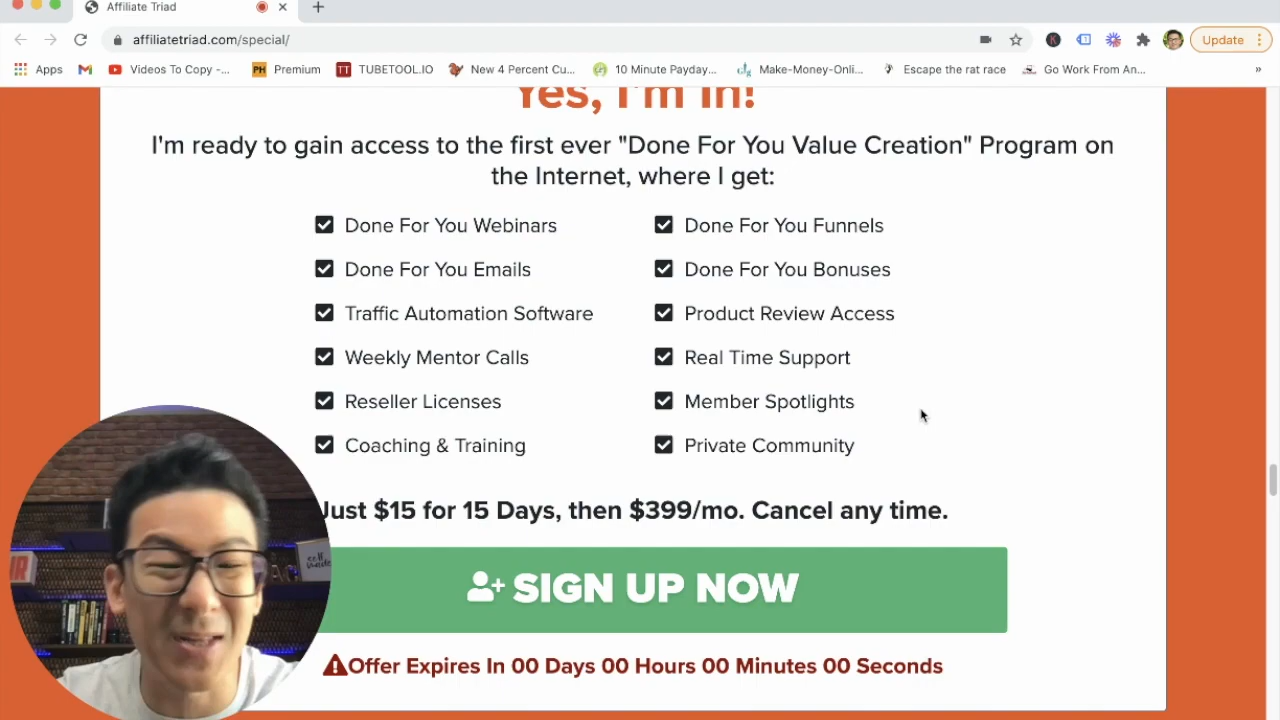 Affiliate Triad
affiliatetriad.com/special/
Update
Apps
Videos To Copy -...
PH Premium
TT TUBETOOL.IO
New 4 Percent Cu...
10 Minute Payday...
Make-Money-Onli...
Escape the rat race
Go Work From An...
»
Yes, I'm in!
I'm ready to gain access to the first ever "Done For You Value Creation" Program on
the Internet, where I get:
Done For You Webinars
Done For You Funnels
Done For You Emails
Done For You Bonuses
Traffic Automation Software
Product Review Access
Weekly Mentor Calls
Real Time Support
Reseller Licenses
Member Spotlights
Coaching & Training
Private Community
Just $15 for 15 Days, then $399/mo. Cancel any time.
SIGN UP NOW
Offer Expires In 00 Days 00 Hours 00 Minutes 00 Seconds